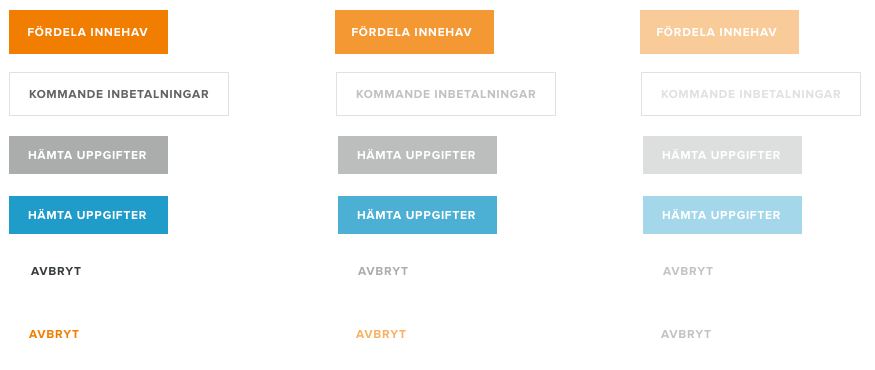 FÖRDELA INNEHAV FÖRDELA INNEHAV FÖRDELA INNEHAV
KOMMANDE INBETALNINGAR KOMMANDE INBETALNINGAR KOMMANDE INBETALNINGAR
HÄMTA UPPGIFTER HÄMTA UPPGIFTER HÄMTA UPPGIFTER
HÄMTA UPPGIFTER HÄMTA UPPGIFTER HÄMTA UPPGIFTER
AVBRYT AVBRYT AVBRYT
AVBRYT AVBRYT AVBRYT